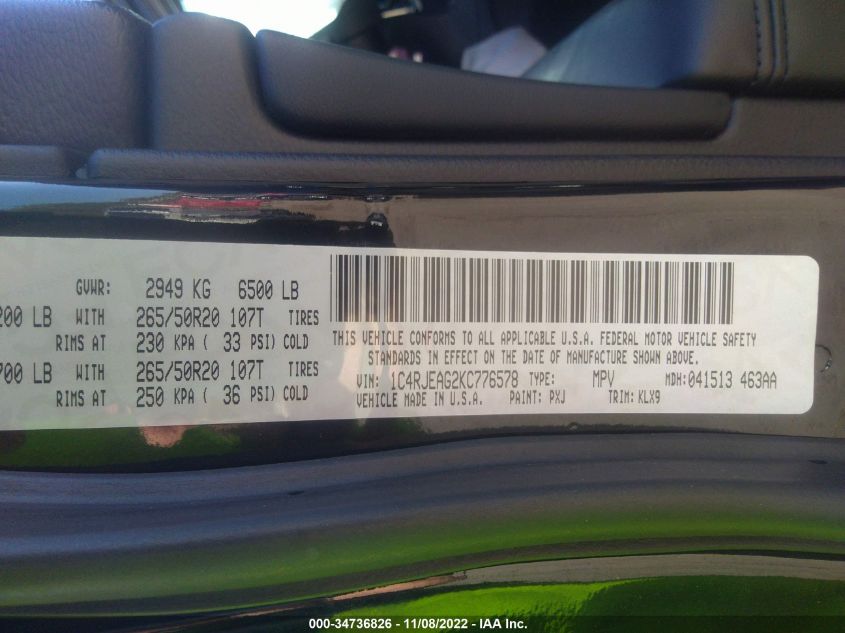 GVWR: 2949 KG 6500 LB
200 LB WITH 265/50R20 107T TIRES
RIMS AT 230 KPA ( 33 PSI) COLD
700 LB WITH 265/50R20 107T TIRES
RIMS AT 250 KPA ( 36 PSI) COLD
THIS VEHICLE CONFORMS TO ALL APPLICABLE U.S.A. FEDERAL MOTOR VEHICLE SAFETY
STANDARDS IN EFFECT ON THE DATE OF MANUFACTURE SHOWN ABOVE.
VIN: 1C4RJEAG2KC776578 TYPE: MPV MDH:041513 463AA
VEHICLE MADE IN U.S.A. PAINT: PXJ TRIM: KLX9
000-34736826 - 11/08/2022 - IAA Inc.